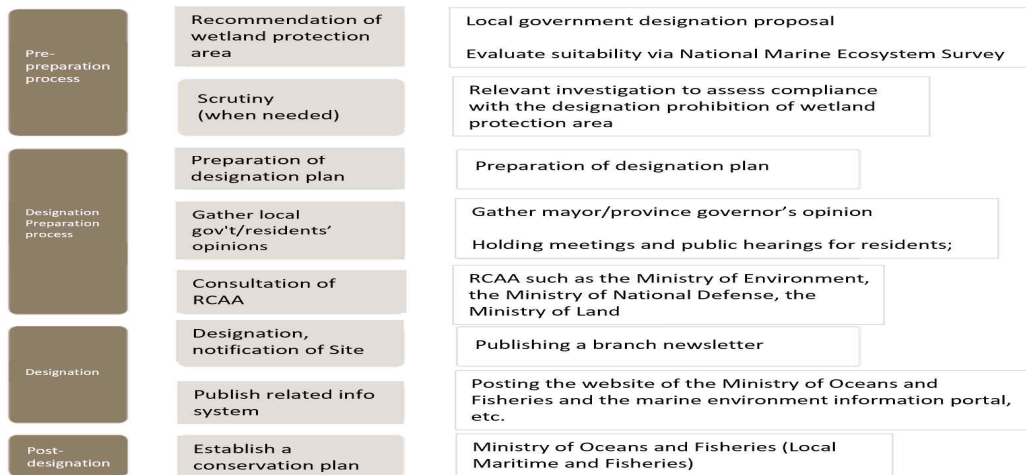 Pre-
preparation
process
Recommendation of
wetland protection
area
Local government designation proposal
Evaluate suitability via National Marine Ecosystem Survey
Scrutiny
(when needed)
Relevant investigation to assess compliance
with the designation prohibition of wetland
protection area
Designation
Preparation
process
Preparation of
designation plan
Preparation of designation plan
Gather local
gov't/residents’
opinions
Gather mayor/province governor’s opinion
Holding meetings and public hearings for residents;
Consultation of
RCAA
RCAA such as the Ministry of Environment,
the Ministry of National Defense, the
Ministry of Land
Designation
Designation,
notification of Site
Publishing a branch newsletter
Publish related info
system
Posting the website of the Ministry of Oceans and
Fisheries and the marine environment information portal,
etc.
Post-
designation
Establish a
conservation plan
Ministry of Oceans and Fisheries (Local
Maritime and Fisheries)